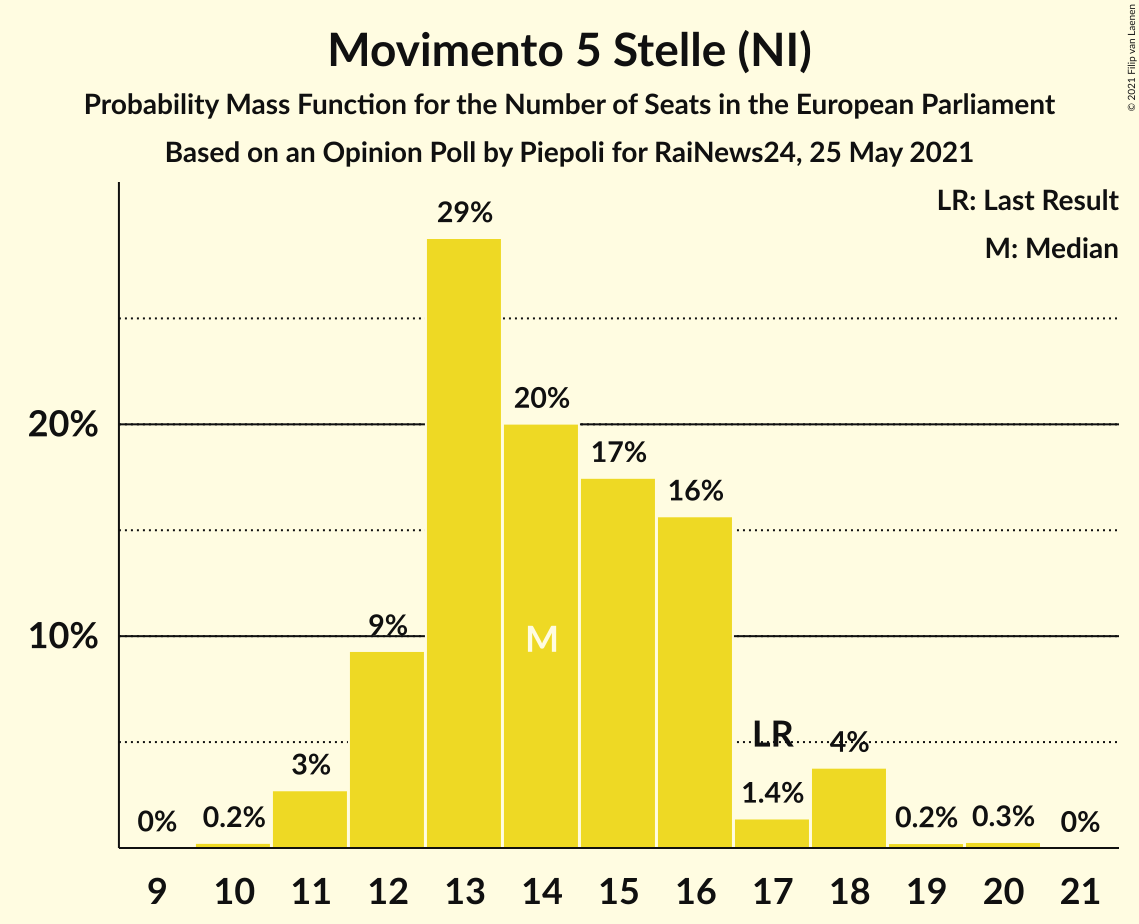 Movimento 5 Stelle (NI)
Probability Mass Function for the Number of Seats in the European Parliament
Based on an Opinion Poll by Piepoli for RaiNews24, 25 May 2021
© 2021 Filip van Laenen
LR: Last Result
M: Median
29%
20%
20%
17%
16%
10%
9%
M
LR
4%
3%
1.4%
0%
0.2%
0.2%
0.3%
0%
9 10 11 12 13 14 15 16 17 18 19 20 21